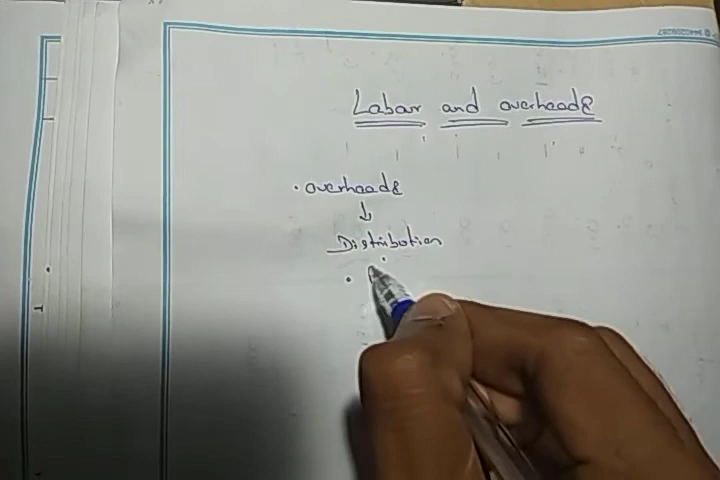 Labar and overheads
• overheads
↓
Distribution
•